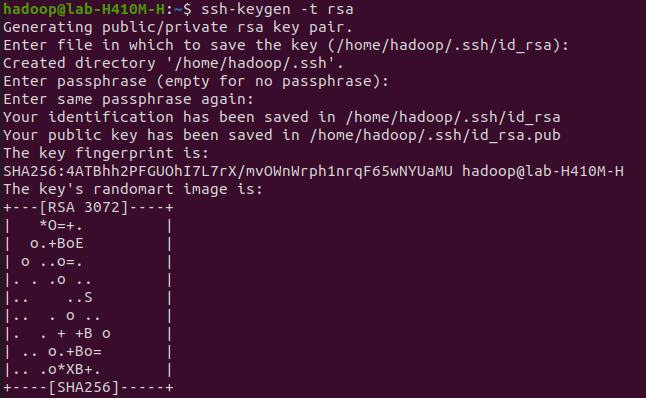 hadoop@lab-H410M-H:~$ ssh-keygen -t rsa
Generating public/private rsa key pair.
Enter file in which to save the key (/home/hadoop/.ssh/id_rsa):
Created directory '/home/hadoop/.ssh'.
Enter passphrase (empty for no passphrase):
Enter same passphrase again:
Your identification has been saved in /home/hadoop/.ssh/id_rsa
Your public key has been saved in /home/hadoop/.ssh/id_rsa.pub
The key fingerprint is:
SHA256:4ATBhh2PFGUOhI7L7rX/mvOWnWrph1nrqF65wNYUaMU hadoop@lab-H410M-H
The key's randomart image is:
+---[RSA 3072]----+
|   *O=+.         |
|  o.+BoE         |
| o ..o=.         |
|. . .o ..        |
|..    ..S        |
|..  . o ..       |
|.  . + +B o      |
| .. o.+Bo=       |
|.. .o*XB+.       |
+----[SHA256]-----+